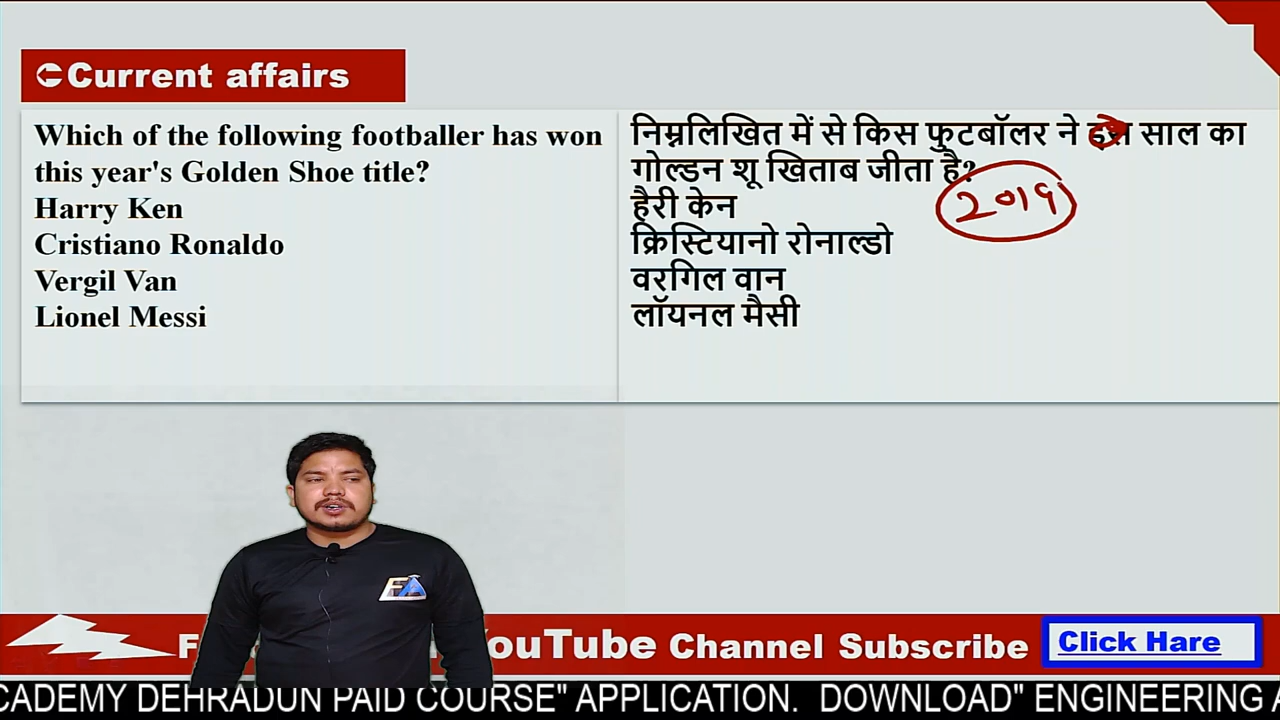 Current affairs
Which of the following footballer has won
this year's Golden Shoe title?
Harry Ken
Cristiano Ronaldo
Vergil Van
Lionel Messi
निम्नलिखित में से किस फुटबॉलर ने इस साल का
गोल्डन शू खिताब जीता है?
2019
हैरी केन
क्रिस्टियानो रोनाल्डो
वरगिल वान
लॉयनल मैसी
EA
YouTube Channel Subscribe
Click Hare
CADEMY DEHRADUN PAID COURSE" APPLICATION. DOWNLOAD" ENGINEERING A